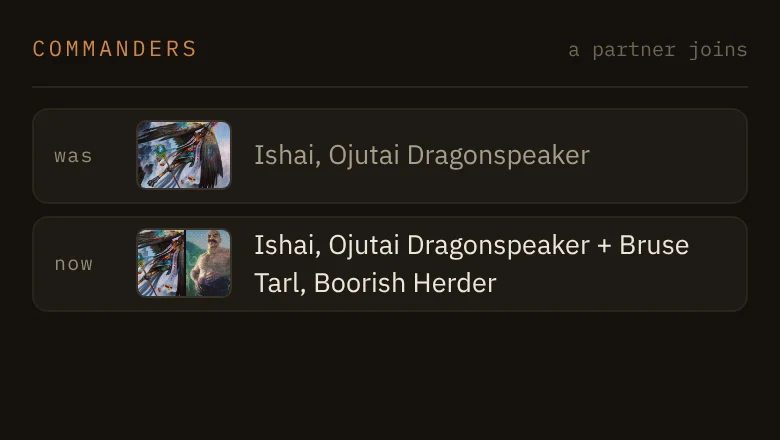 COMMANDERS
a partner joins
was
Ishai, Ojutai Dragonspeaker
now
Ishai, Ojutai Dragonspeaker + Bruse
Tarl, Boorish Herder